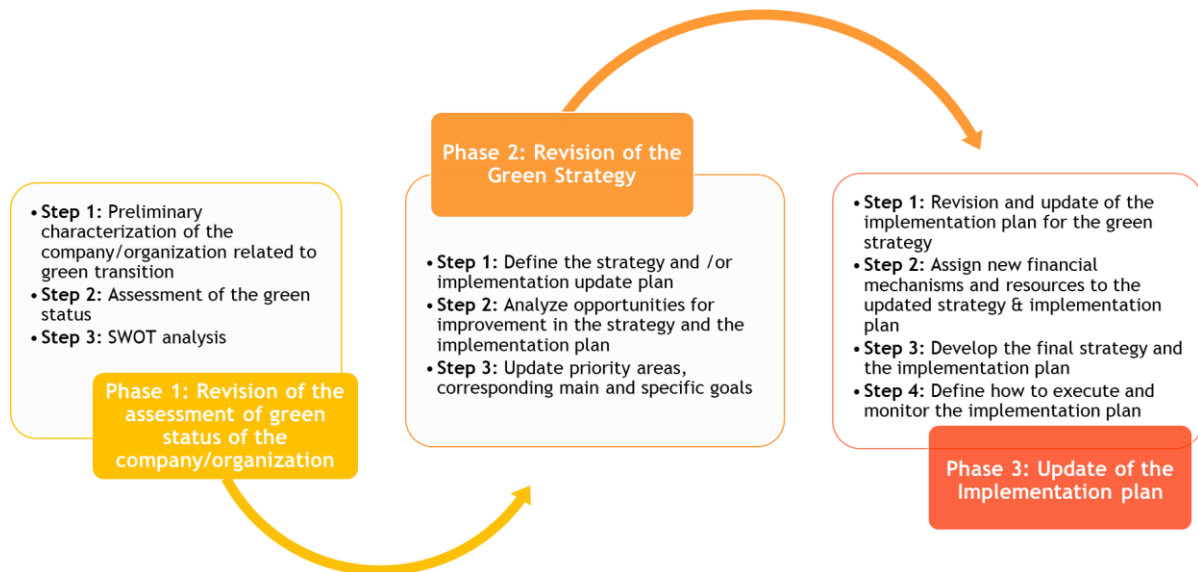 • Step 1: Preliminary
characterization of the
company/organization related to
green transition
• Step 2: Assessment of the green
status
• Step 3: SWOT analysis
Phase 1: Revision of the
assessment of green
status of the
company/organization
Phase 2: Revision of the
Green Strategy
• Step 1: Define the strategy and /or
implementation update plan
• Step 2: Analyze opportunities for
improvement in the strategy and the
implementation plan
• Step 3: Update priority areas,
corresponding main and specific goals
• Step 1: Revision and update of the
implementation plan for the green
strategy
• Step 2: Assign new financial
mechanisms and resources to the
updated strategy & implementation
plan
• Step 3: Develop the final strategy and
the implementation plan
• Step 4: Define how to execute and
monitor the implementation plan
Phase 3: Update of the
Implementation plan